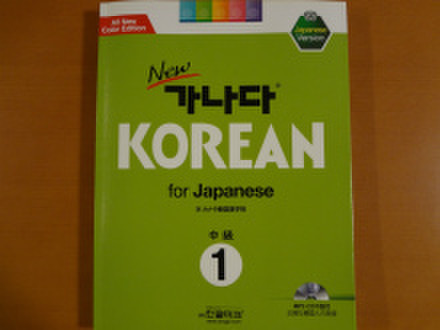 All New
Color Edition
Japanese
Version
New
가나다
KOREAN
for Japanese
中級
1